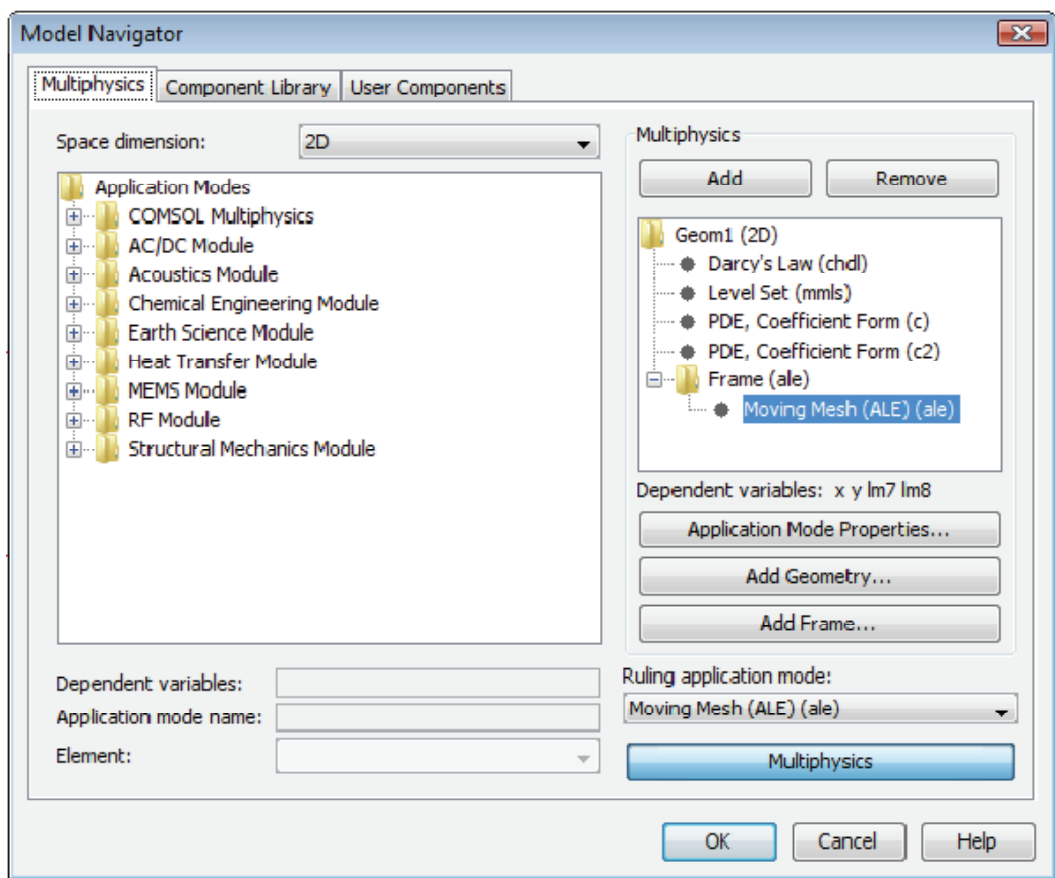 Model Navigator
Multiphysics Component Library User Components
Space dimension: 2D
Application Modes
COMSOL Multiphysics
AC/DC Module
Acoustics Module
Chemical Engineering Module
Earth Science Module
Heat Transfer Module
MEMS Module
RF Module
Structural Mechanics Module
Dependent variables:
Application mode name:
Element:
Multiphysics
Add Remove
Geom1 (2D)
Darcy's Law (chdl)
Level Set (mmls)
PDE, Coefficient Form (c)
PDE, Coefficient Form (c2)
Frame (ale)
Moving Mesh (ALE) (ale)
Dependent variables: x y lm7 lm8
Application Mode Properties...
Add Geometry...
Add Frame...
Ruling application mode:
Moving Mesh (ALE) (ale)
Multiphysics
OK Cancel Help